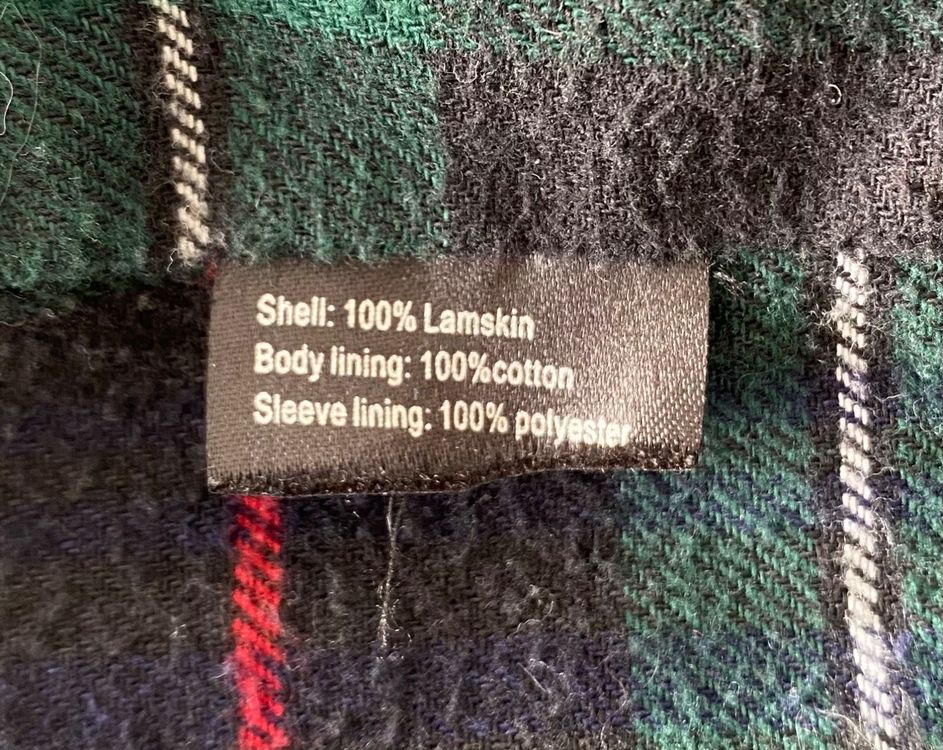 Shell: 100% Lamskin
Body lining: 100%cotton
Sleeve lining: 100% polyester